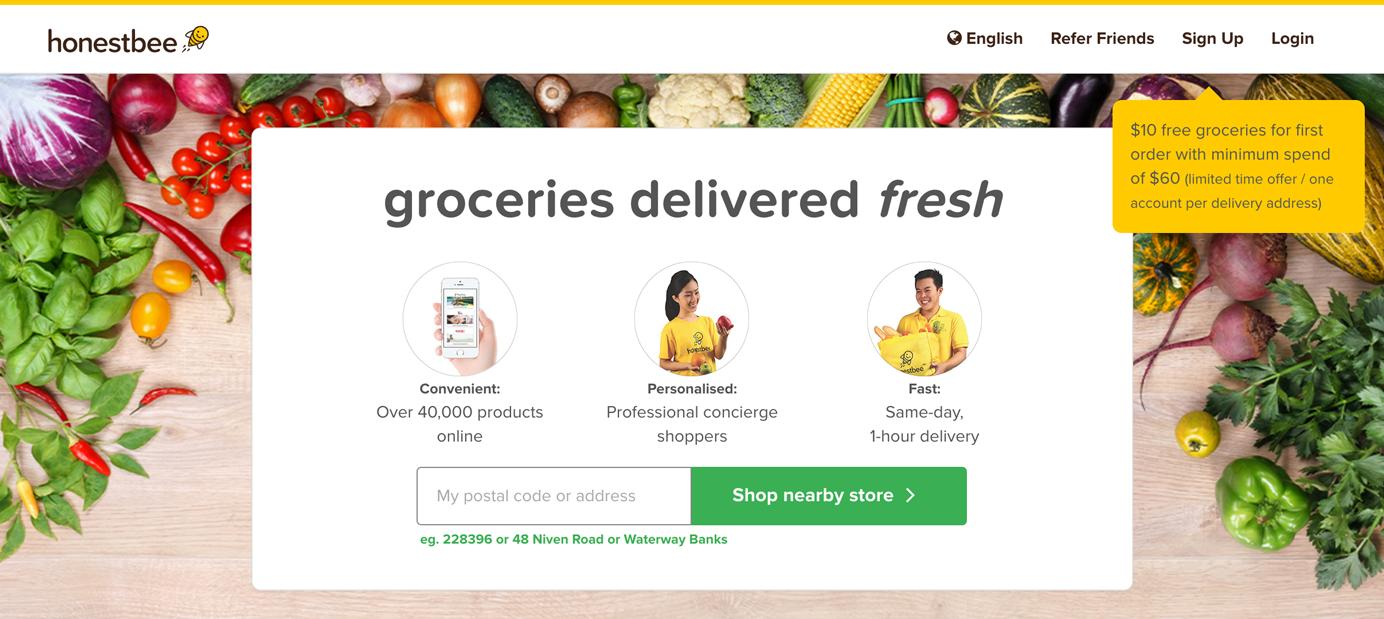 honestbee
English Refer Friends Sign Up Login
$10 free groceries for first
order with minimum spend
of $60 (limited time offer / one
account per delivery address)
groceries delivered fresh
honestbee
Convenient:
Over 40,000 products
online
Personalised:
Professional concierge
shoppers
Fast:
Same-day,
1-hour delivery
My postal code or address
Shop nearby store
eg. 228396 or 48 Niven Road or Waterway Banks